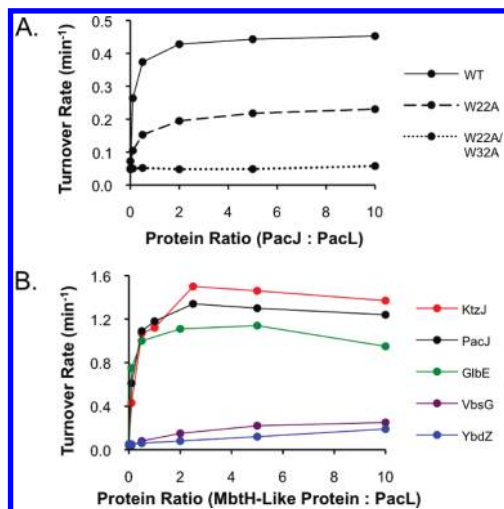 A.
Turnover Rate (min-1)
0.5
0.4
0.3
0.2
0.1
0.0
0 2 4 6 8 10
Protein Ratio (PacJ : PacL)
WT
W22A
W22A/
W32A
B.
Turnover Rate (min-1)
1.6
1.2
0.8
0.4
0.0
0 2 4 6 8 10
Protein Ratio (MbtH-Like Protein : PacL)
KtzJ
PacJ
GlbE
VbsG
YbdZ